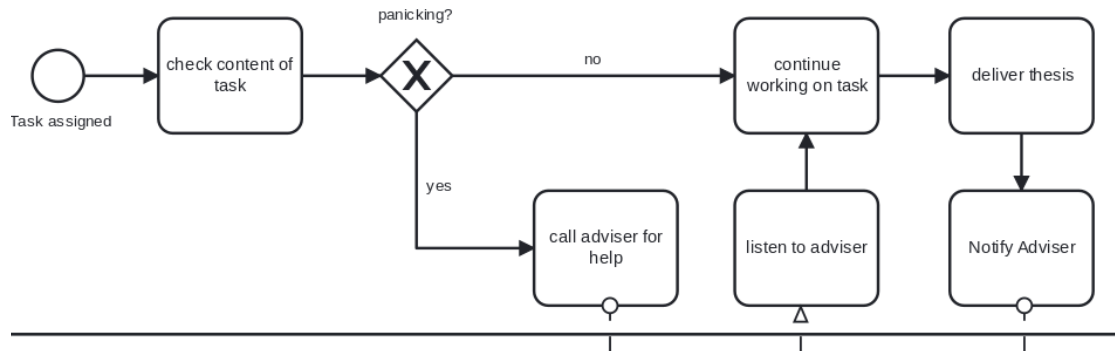 panicking?
check content of
task
no
continue
working on task
deliver thesis
Task assigned
yes
call adviser for
help
listen to adviser
Notify Adviser